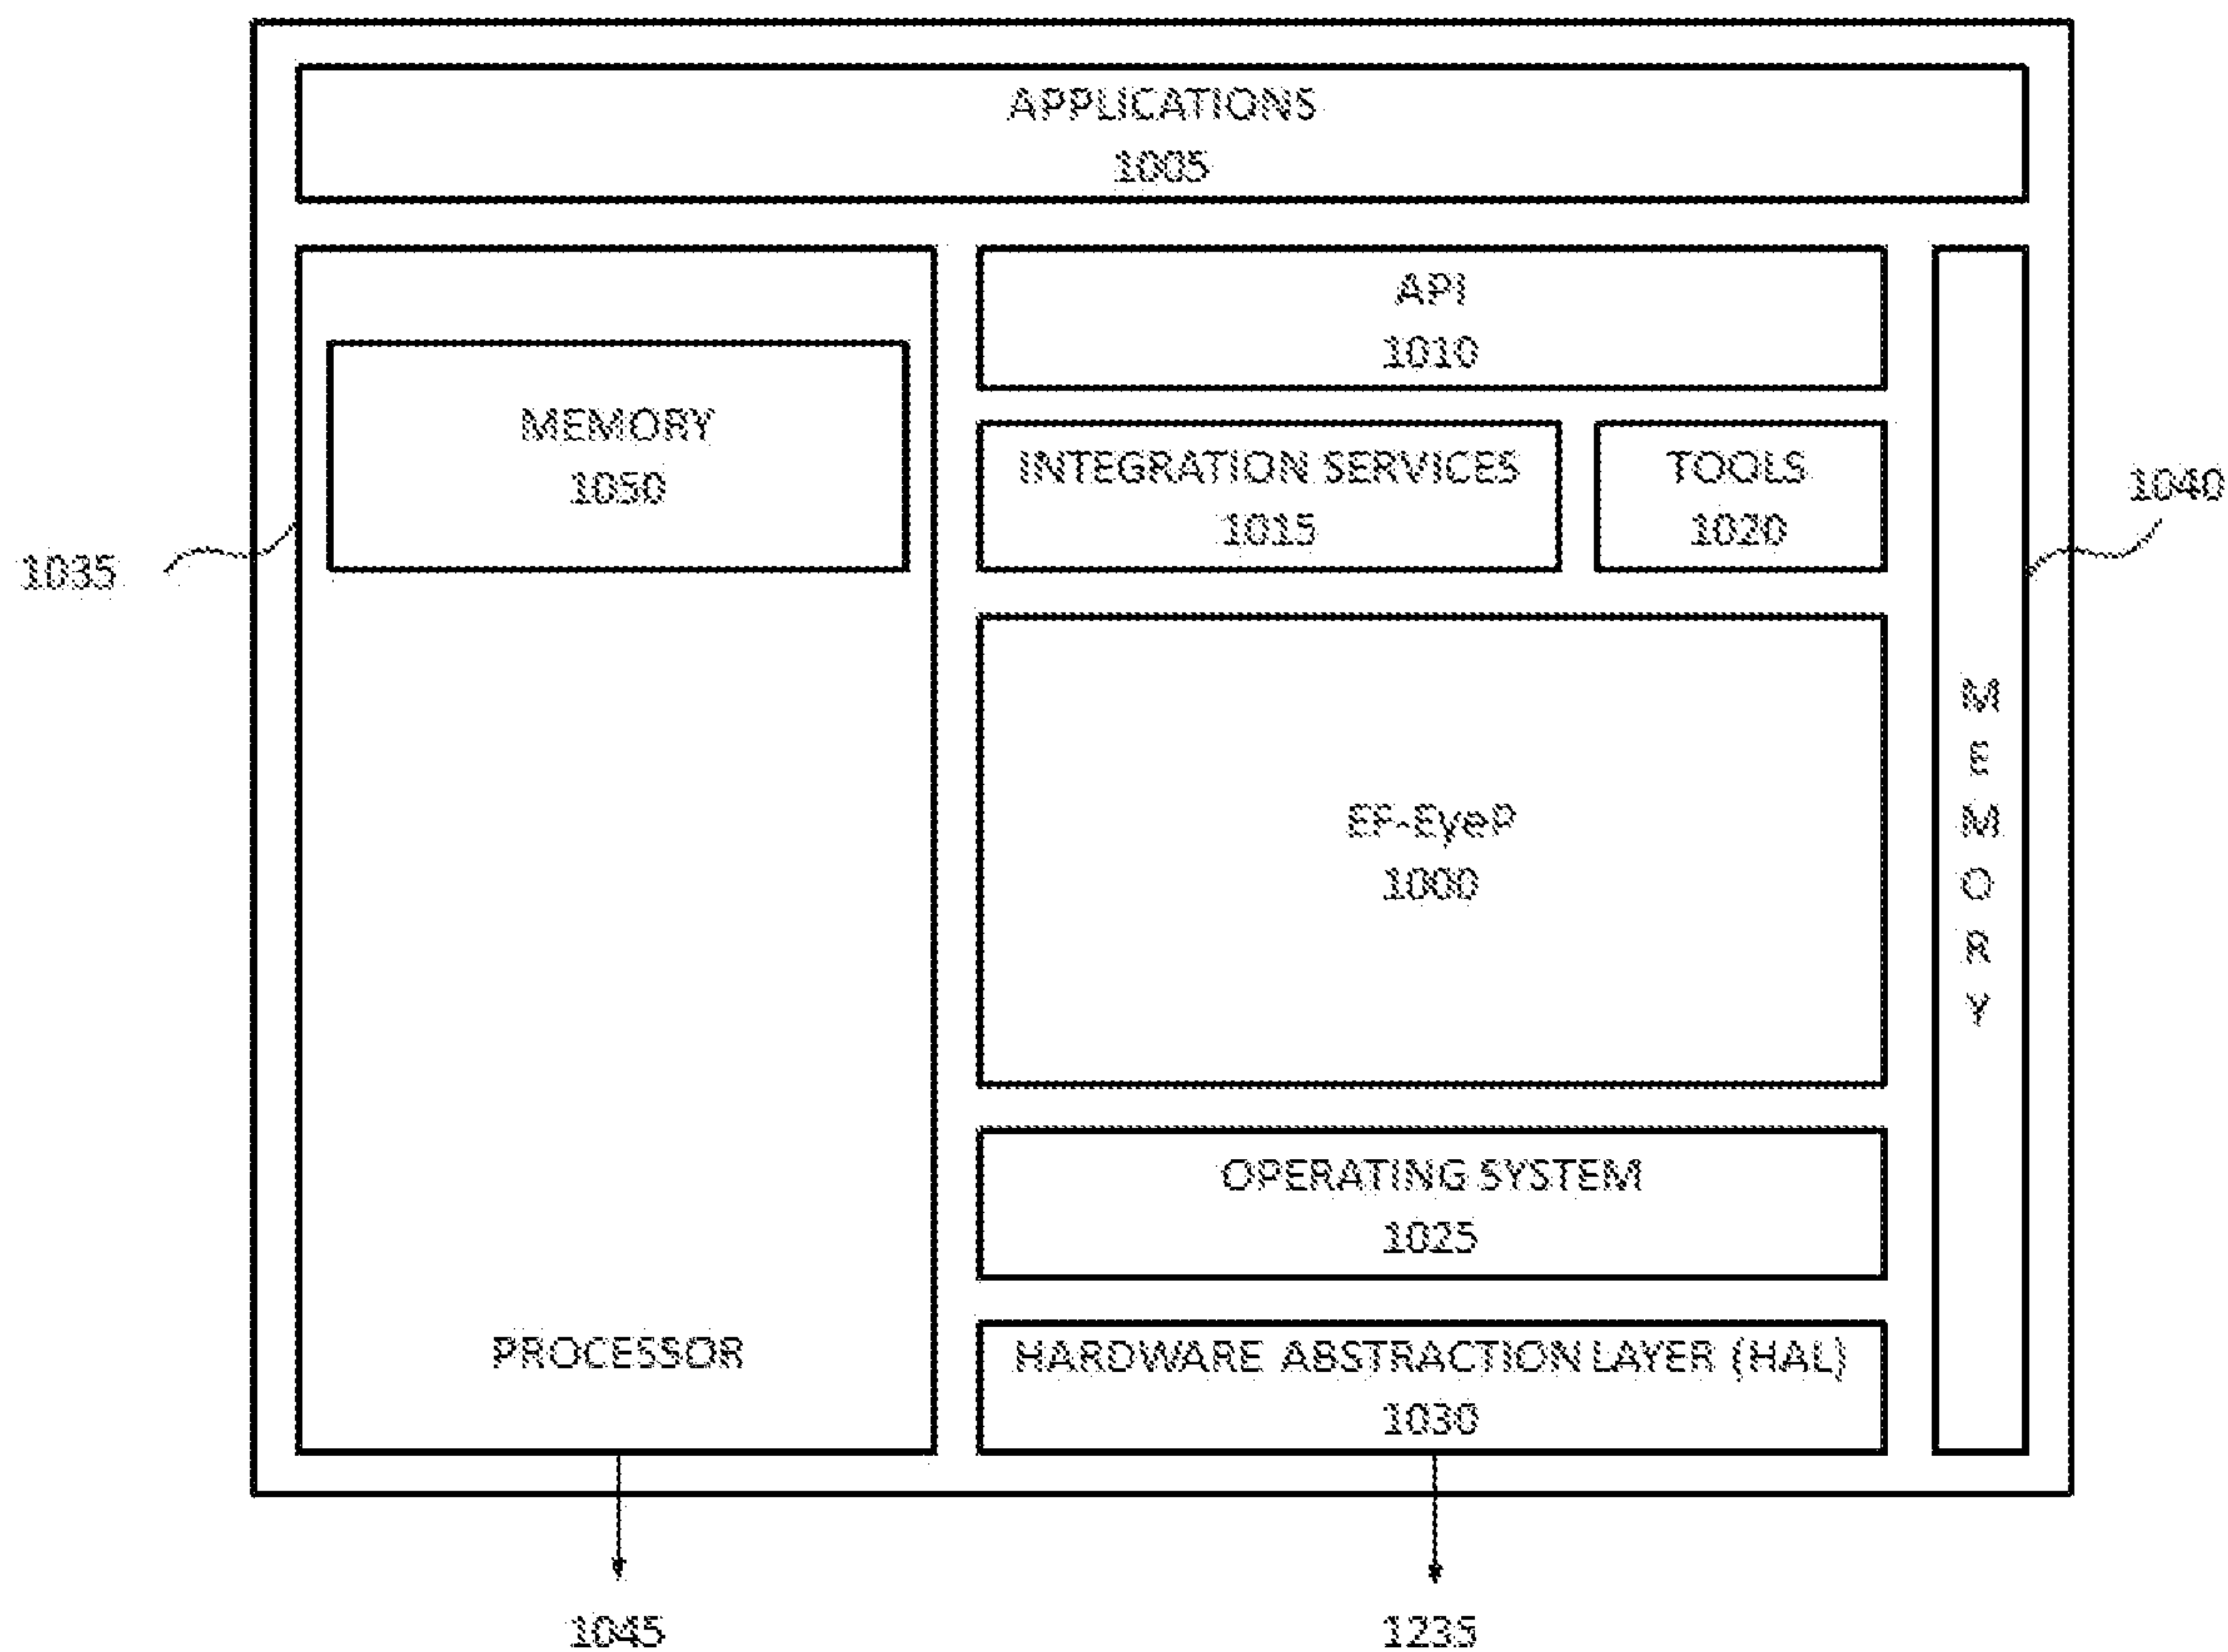 APPLICATIONS
1005
API
1010
MEMORY
1050
INTEGRATION SERVICES
1015
TOOLS
1020
1040
1035
MEMORY
EF-EyeP
1000
OPERATING SYSTEM
1025
PROCESSOR
HARDWARE ABSTRACTION LAYER (HAL)
1030
1045
1235